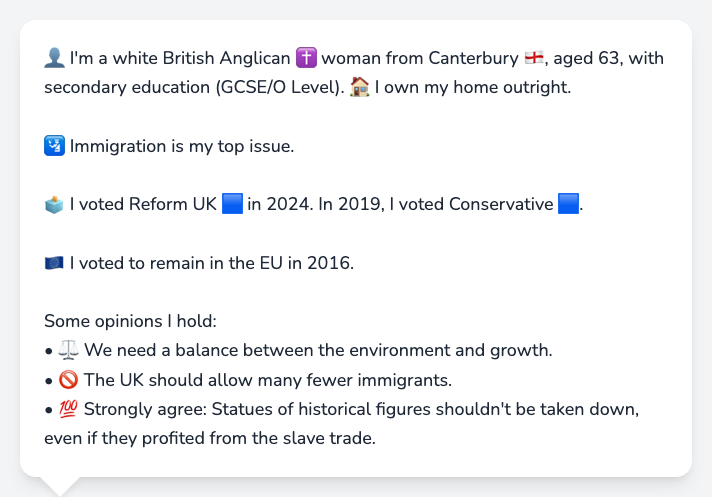 👤 I'm a white British Anglican ✝️ woman from Canterbury 🏴󠁧󠁢󠁥󠁮󠁧󠁿, aged 63, with
secondary education (GCSE/O Level). 🏠 I own my home outright.
🛂 Immigration is my top issue.
🗳️ I voted Reform UK 🟦 in 2024. In 2019, I voted Conservative 🟦.
🇪🇺 I voted to remain in the EU in 2016.
Some opinions I hold:
• ⚖️ We need a balance between the environment and growth.
• 🚫 The UK should allow many fewer immigrants.
• 💯 Strongly agree: Statues of historical figures shouldn't be taken down,
even if they profited from the slave trade.